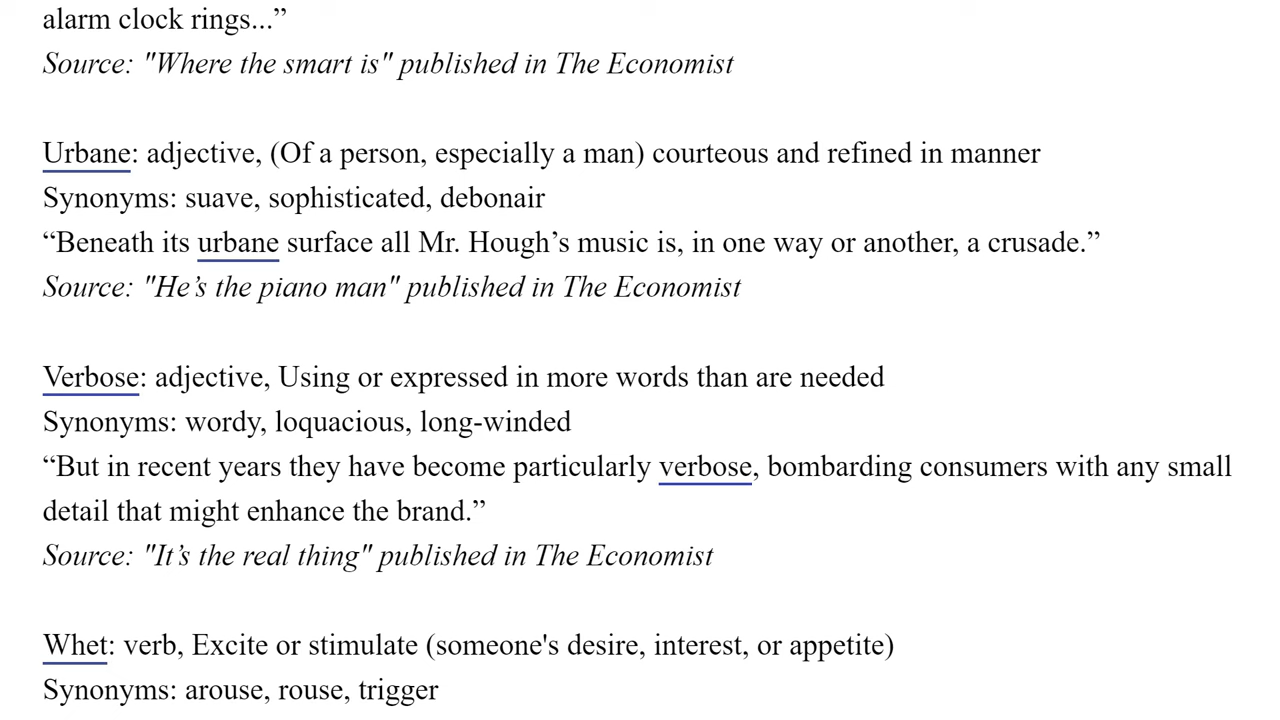 alarm clock rings...”
Source: "Where the smart is" published in The Economist
Urbane: adjective, (Of a person, especially a man) courteous and refined in manner
Synonyms: suave, sophisticated, debonair
“Beneath its urbane surface all Mr. Hough’s music is, in one way or another, a crusade.”
Source: "He’s the piano man" published in The Economist
Verbose: adjective, Using or expressed in more words than are needed
Synonyms: wordy, loquacious, long-winded
“But in recent years they have become particularly verbose, bombarding consumers with any small
detail that might enhance the brand.”
Source: "It’s the real thing" published in The Economist
Whet: verb, Excite or stimulate (someone's desire, interest, or appetite)
Synonyms: arouse, rouse, trigger